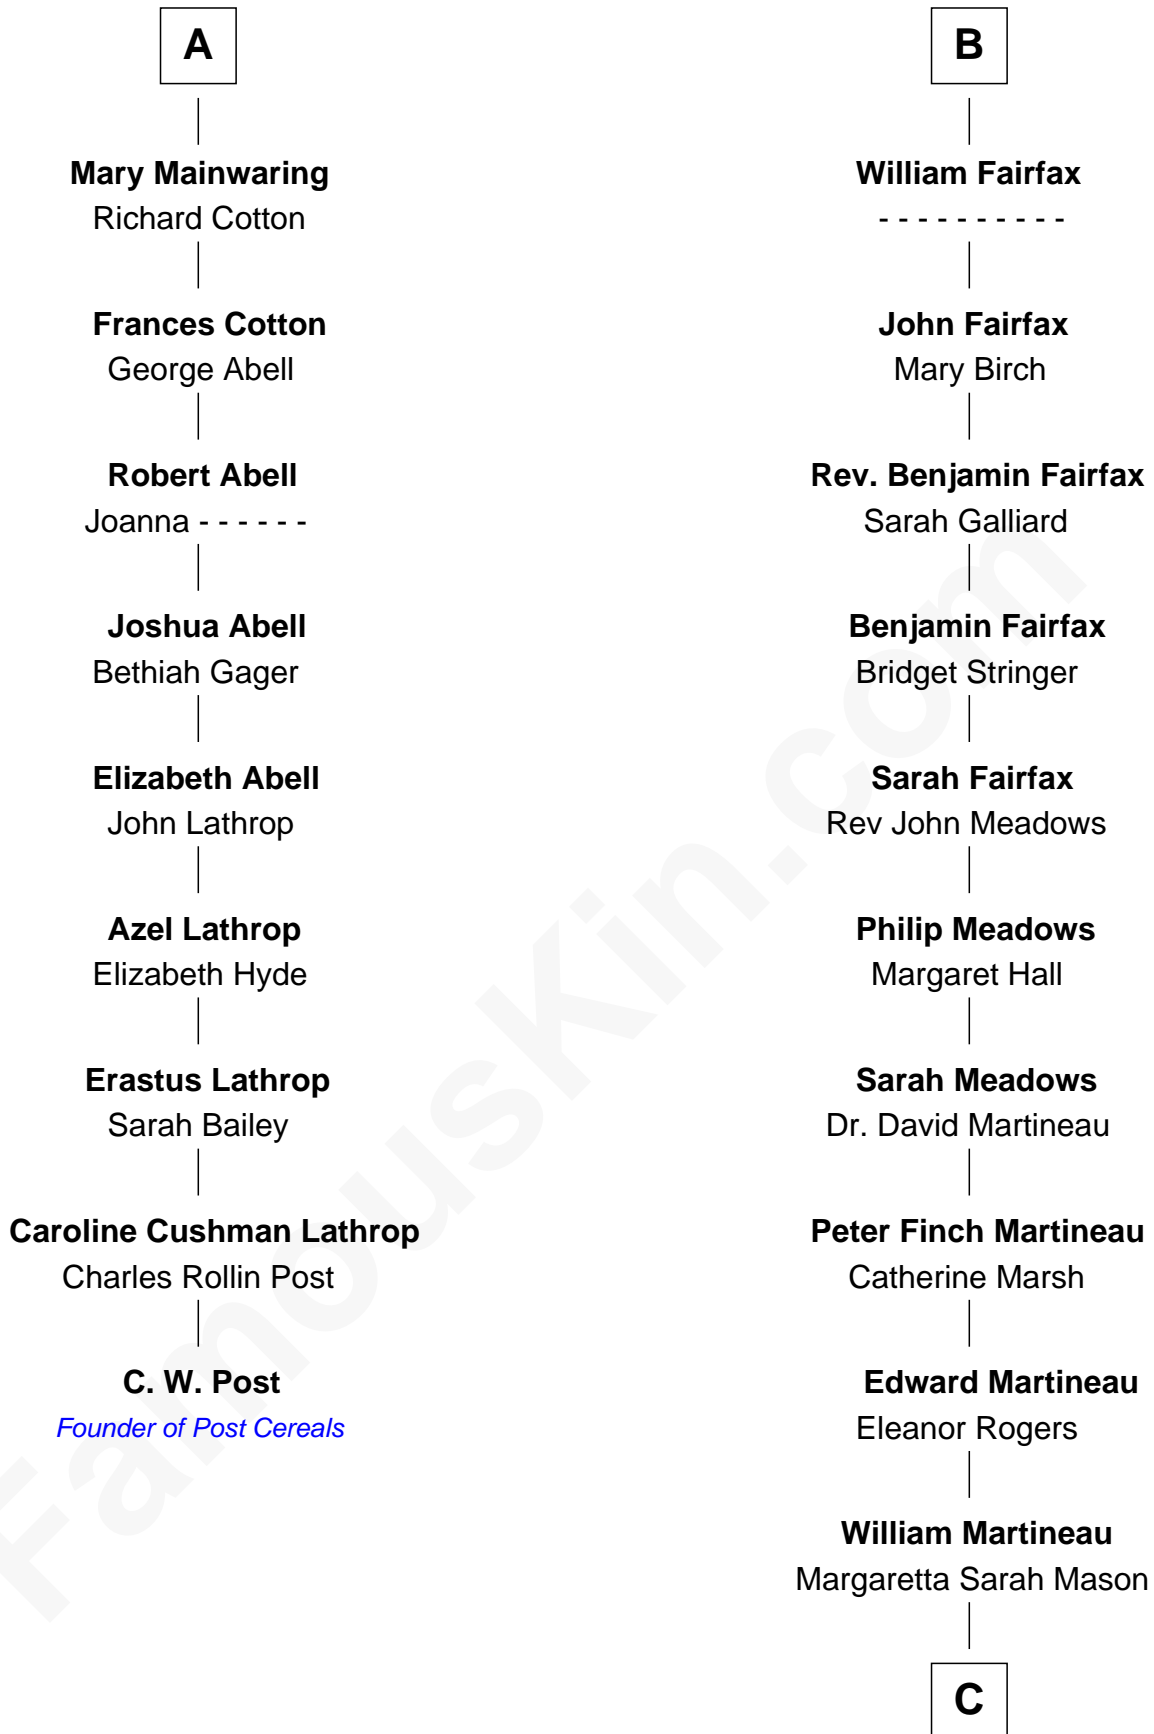 A
Mary Mainwaring
Richard Cotton
Frances Cotton
George Abell
Robert Abell
Joanna - - - - - -
Joshua Abell
Bethiah Gager
Elizabeth Abell
John Lathrop
Azel Lathrop
Elizabeth Hyde
Erastus Lathrop
Sarah Bailey
Caroline Cushman Lathrop
Charles Rollin Post
C. W. Post
Founder of Post Cereals
B
William Fairfax
- - - - - - - - - -
John Fairfax
Mary Birch
Rev. Benjamin Fairfax
Sarah Galliard
Benjamin Fairfax
Bridget Stringer
Sarah Fairfax
Rev John Meadows
Philip Meadows
Margaret Hall
Sarah Meadows
Dr. David Martineau
Peter Finch Martineau
Catherine Marsh
Edward Martineau
Eleanor Rogers
William Martineau
Margaretta Sarah Mason
C
FamousKin.com